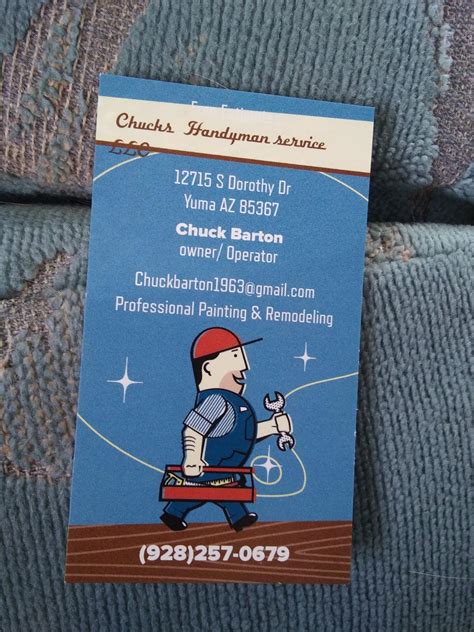 Chucks Handyman service
LLC
12715 S Dorothy Dr
Yuma AZ 85367
Chuck Barton
owner/ Operator
Chuckbarton1963@gmail.com
Professional Painting & Remodeling
(928)257-0679